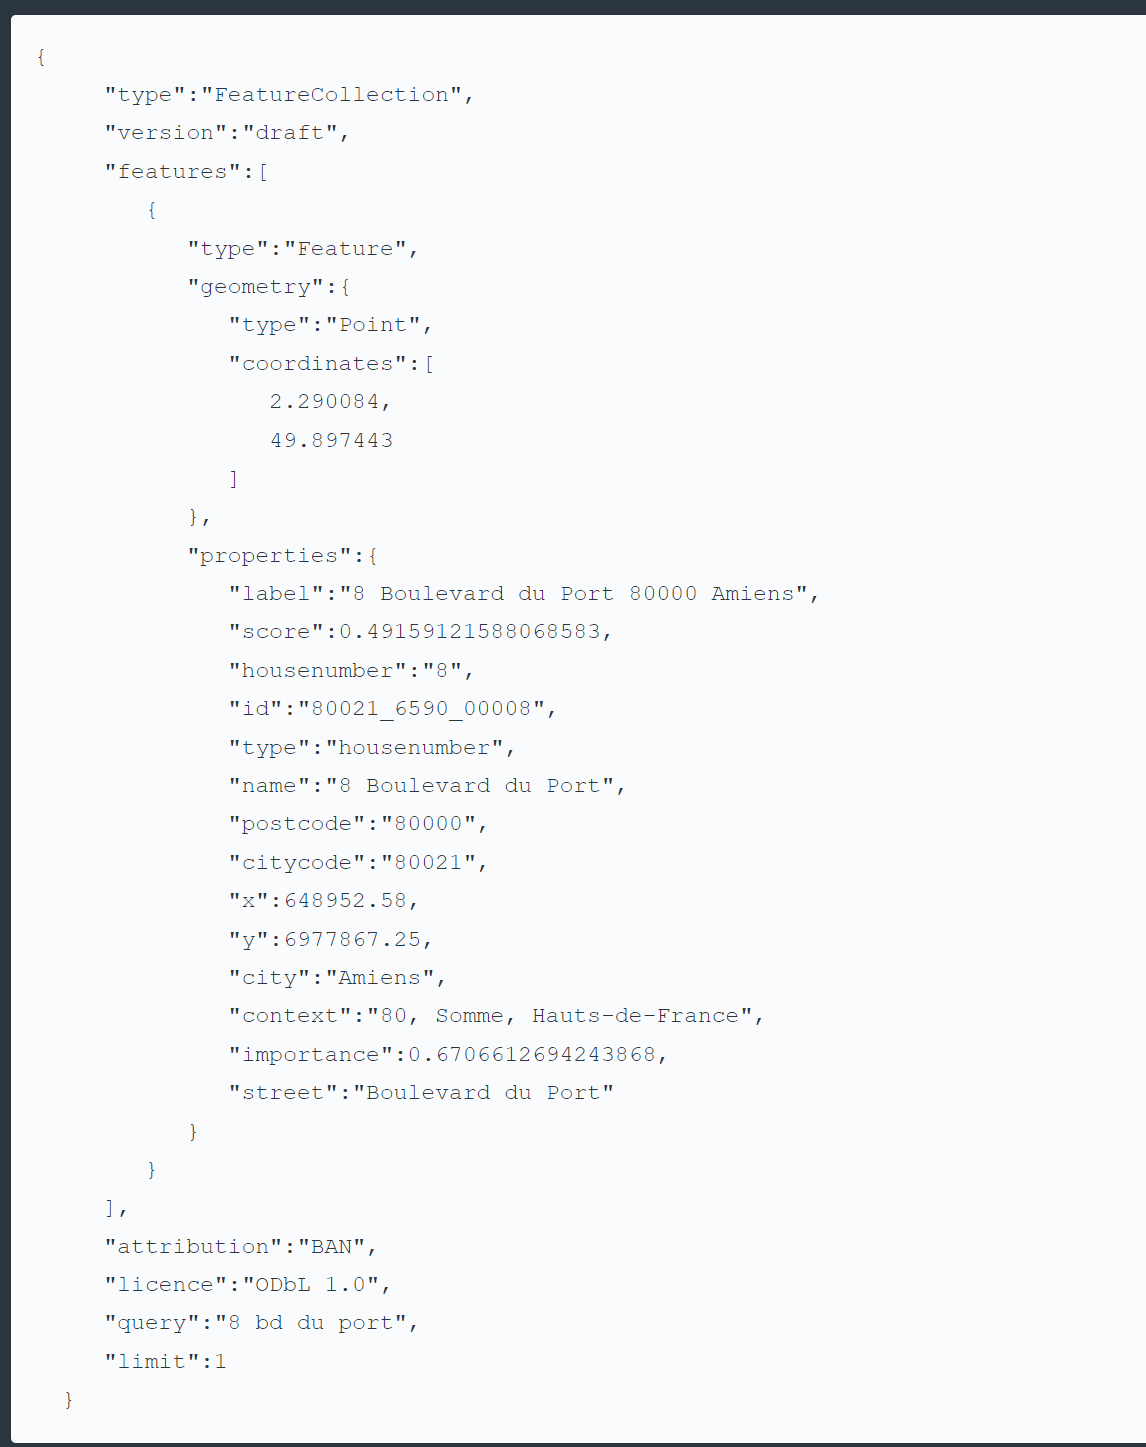 {
"type":"FeatureCollection",
"version":"draft",
"features":[
{
"type":"Feature",
"geometry":{
"type":"Point",
"coordinates":[
2.290084,
49.897443
]
},
"properties":{
"label":"8 Boulevard du Port 80000 Amiens",
"score":0.49159121588068583,
"housenumber":"8",
"id":"80021_6590_00008",
"type":"housenumber",
"name":"8 Boulevard du Port",
"postcode":"80000",
"citycode":"80021",
"x":648952.58,
"y":6977867.25,
"city":"Amiens",
"context":"80, Somme, Hauts-de-France",
"importance":0.6706612694243868,
"street":"Boulevard du Port"
}
}
],
"attribution":"BAN",
"licence":"ODbL 1.0",
"query":"8 bd du port",
"limit":1
}